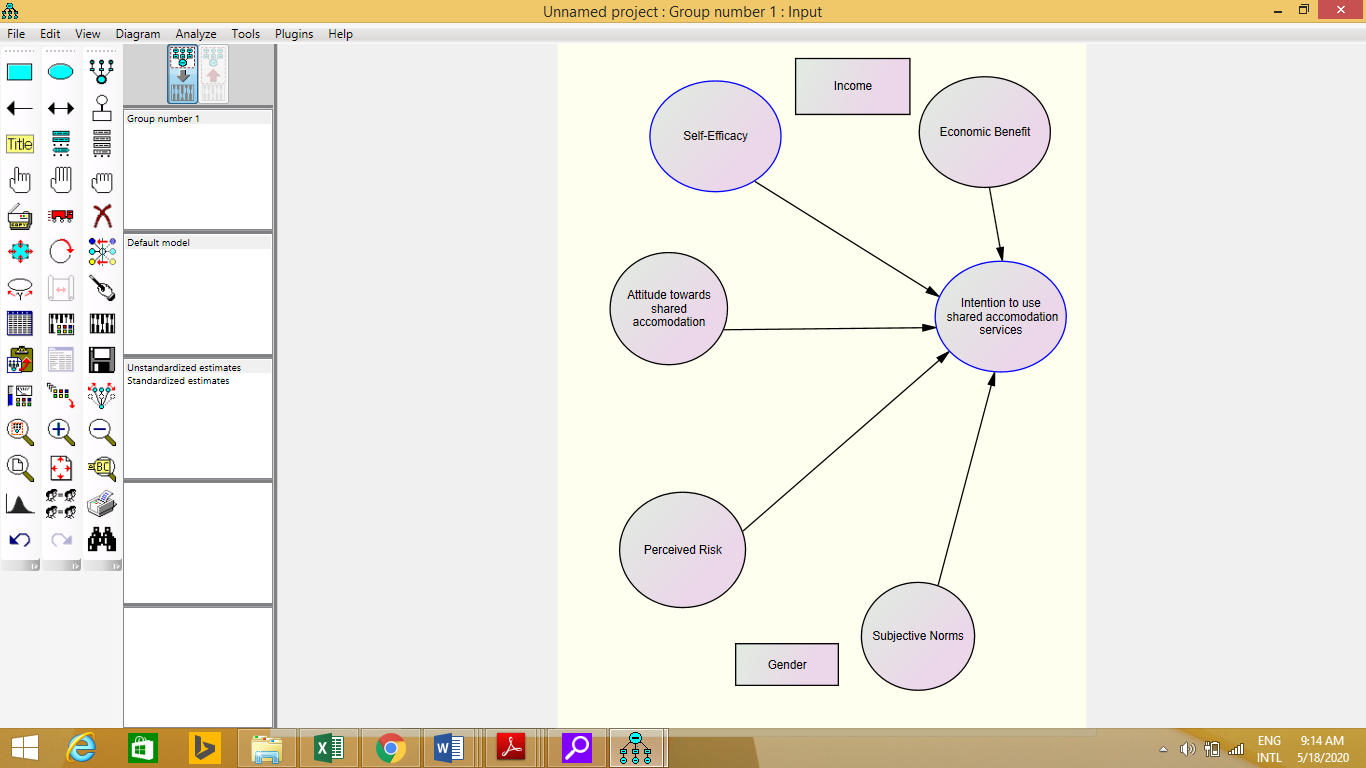 Unnamed project : Group number 1 : Input
File Edit View Diagram Analyze Tools Plugins Help
Title
Group number 1
Default model
Unstandardized estimates
Standardized estimates
Income
Self-Efficacy
Economic Benefit
Attitude towards
shared
accomodation
Intention to use
shared accomodation
services
Perceived Risk
Subjective Norms
Gender
ENG
INTL
9:14 AM
5/18/2020